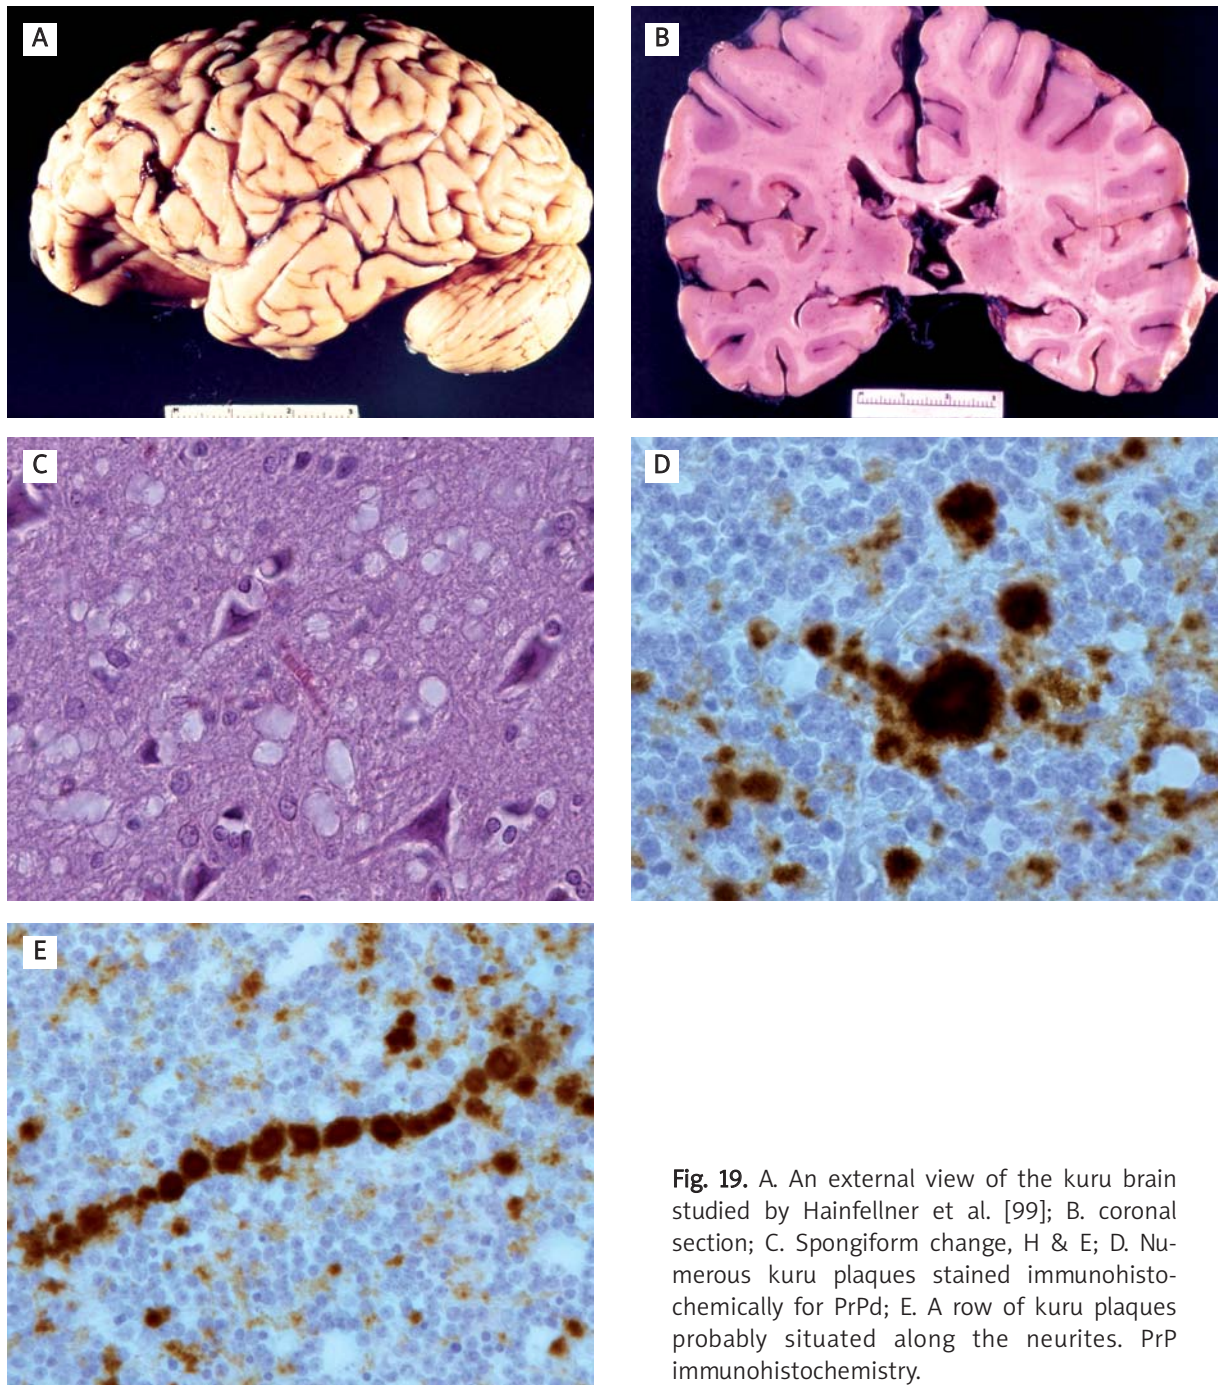 A
B
C
D
E
Fig. 19. A. An external view of the kuru brain
studied by Hainfellner et al. [99]; B. coronal
section; C. Spongiform change, H & E; D. Nu-
merous kuru plaques stained immunohisto-
chemically for PrPd; E. A row of kuru plaques
probably situated along the neurites. PrP
immunohistochemistry.